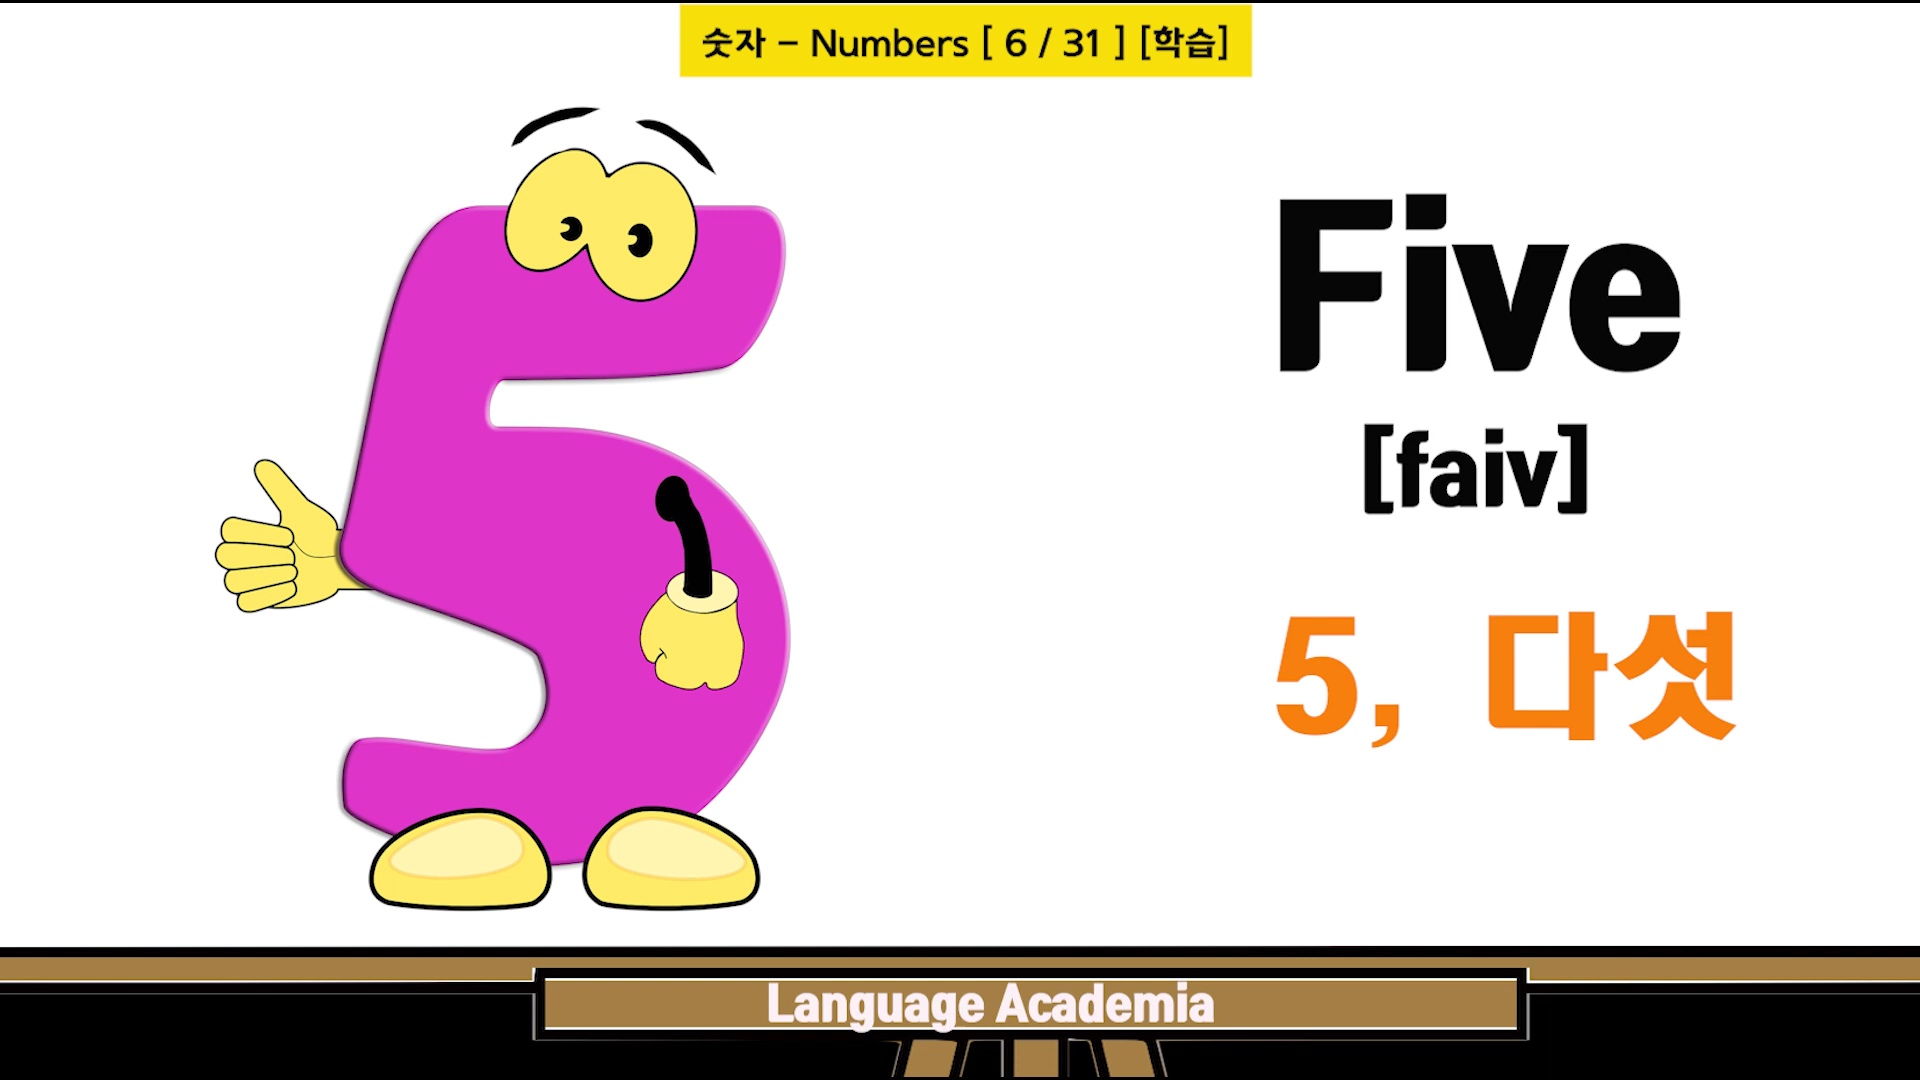 숫자 – Numbers [ 6 / 31 ] [학습]
Five
[faiv]
5, 다섯
Language Academia